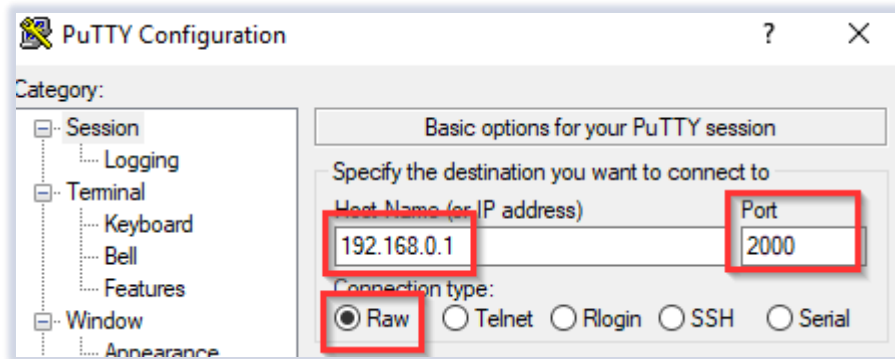 PuTTY Configuration
?
Category:
Session
Logging
Terminal
Keyboard
Bell
Features
Window
Appearance
Basic options for your PuTTY session
Specify the destination you want to connect to
Host Name (or IP address) Port
192.168.0.1 2000
Connection type:
Raw Telnet Rlogin SSH Serial